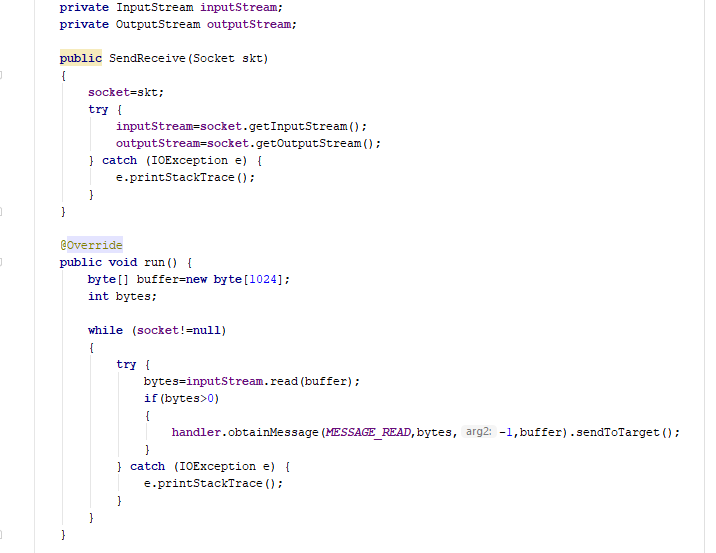 private InputStream inputStream;
private OutputStream outputStream;
public SendReceive(Socket skt)
{
socket=skt;
try {
inputStream=socket.getInputStream();
outputStream=socket.getOutputStream();
} catch (IOException e) {
e.printStackTrace();
}
}
@Override
public void run() {
byte[] buffer=new byte[1024];
int bytes;
while (socket!=null)
{
try {
bytes=inputStream.read(buffer);
if(bytes>0)
{
handler.obtainMessage(MESSAGE_READ,bytes, arg2: -1,buffer).sendToTarget();
}
} catch (IOException e) {
e.printStackTrace();
}
}
}